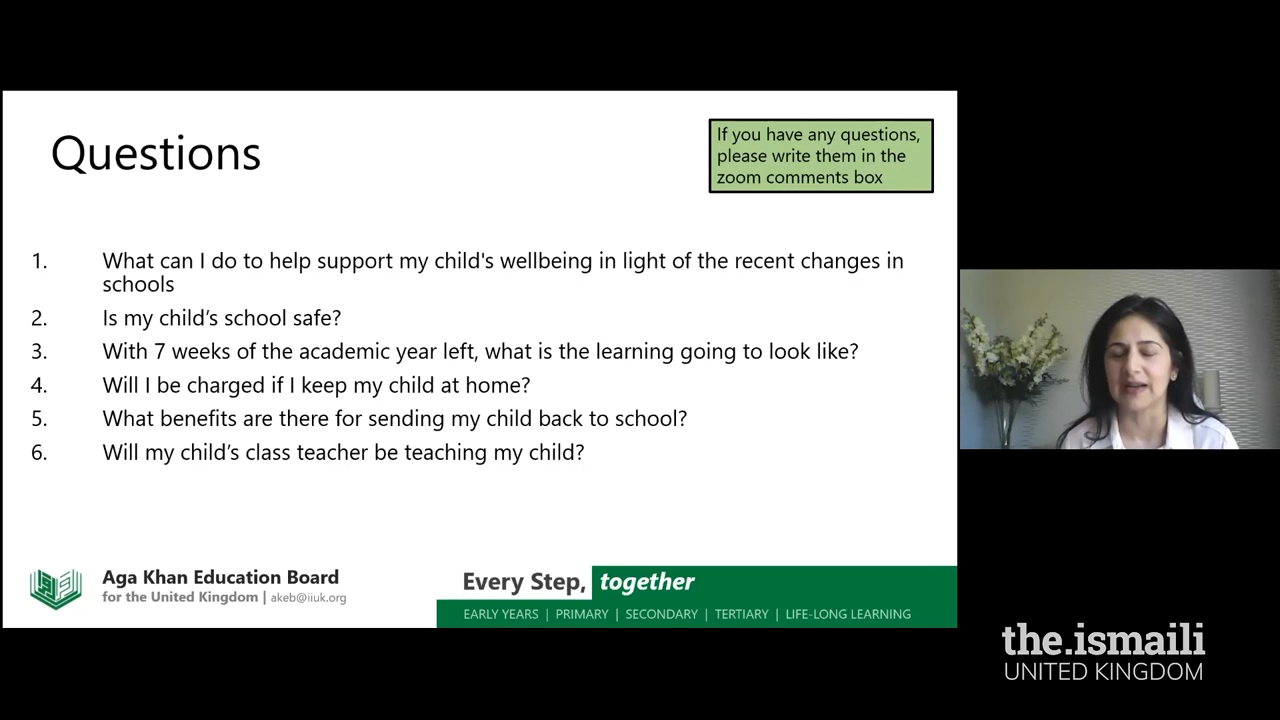 Questions
If you have any questions,
please write them in the
zoom comments box
1. What can I do to help support my child's wellbeing in light of the recent changes in
schools
2. Is my child’s school safe?
3. With 7 weeks of the academic year left, what is the learning going to look like?
4. Will I be charged if I keep my child at home?
5. What benefits are there for sending my child back to school?
6. Will my child’s class teacher be teaching my child?
Aga Khan Education Board
for the United Kingdom | akeb@iiuk.org
Every Step, together
EARLY YEARS | PRIMARY | SECONDARY | TERTIARY | LIFE-LONG LEARNING
the.ismaili
UNITED KINGDOM